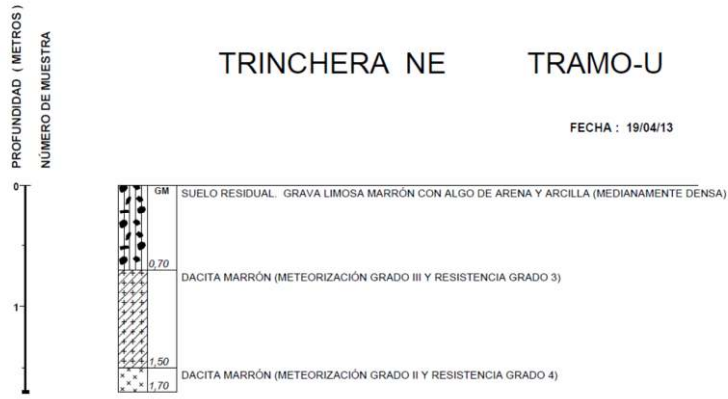 PROFUNDIDAD ( METROS )
NÚMERO DE MUESTRA
TRINCHERA NE TRAMO-U
FECHA : 19/04/13
0
GM
SUELO RESIDUAL. GRAVA LIMOSA MARRÓN CON ALGO DE ARENA Y ARCILLA (MEDIANAMENTE DENSA)
0,70
DACITA MARRÓN (METEORIZACIÓN GRADO III Y RESISTENCIA GRADO 3)
1
1,50
DACITA MARRÓN (METEORIZACIÓN GRADO II Y RESISTENCIA GRADO 4)
1,70